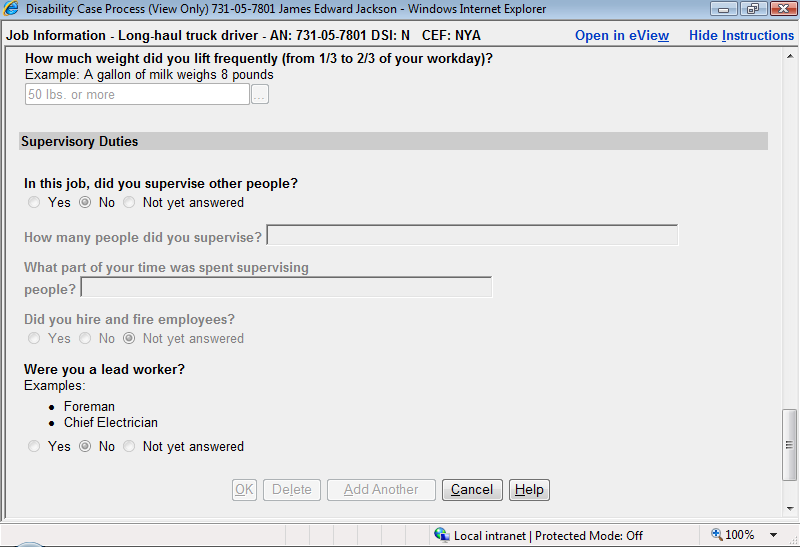 Disability Case Process (View Only) 731-05-7801 James Edward Jackson - Windows Internet Explorer
Job Information - Long-haul truck driver - AN: 731-05-7801 DSI: N CEF: NYA Open in eView Hide Instructions
How much weight did you lift frequently (from 1/3 to 2/3 of your workday)?
Example: A gallon of milk weighs 8 pounds
50 lbs. or more ...
Supervisory Duties
In this job, did you supervise other people?
Yes No Not yet answered
How many people did you supervise?
What part of your time was spent supervising
people?
Did you hire and fire employees?
Yes No Not yet answered
Were you a lead worker?
Examples:
• Foreman
• Chief Electrician
Yes No Not yet answered
OK Delete Add Another Cancel Help
Local intranet | Protected Mode: Off 100%